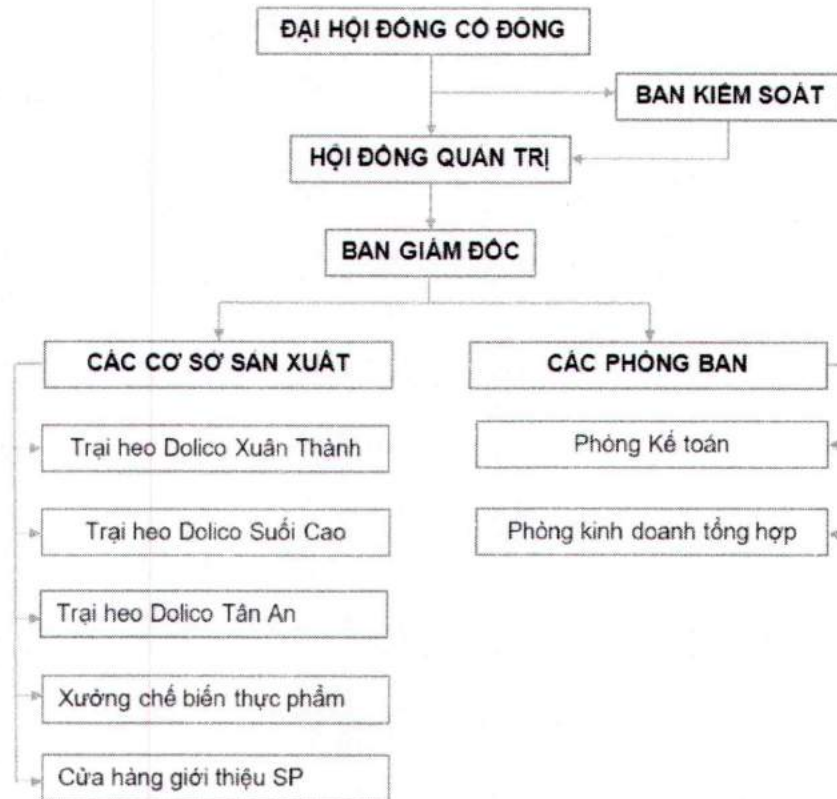 ĐẠI HỘI ĐỒNG CỔ ĐÔNG
BAN KIỂM SOÁT
HỘI ĐỒNG QUẢN TRỊ
BAN GIÁM ĐỐC
CÁC CƠ SỞ SẢN XUẤT
CÁC PHÒNG BAN
Trại heo Dolico Xuân Thành
Phòng Kế toán
Trại heo Dolico Suối Cao
Phòng kinh doanh tổng hợp
Trại heo Dolico Tân An
Xưởng chế biến thực phẩm
Cửa hàng giới thiệu SP